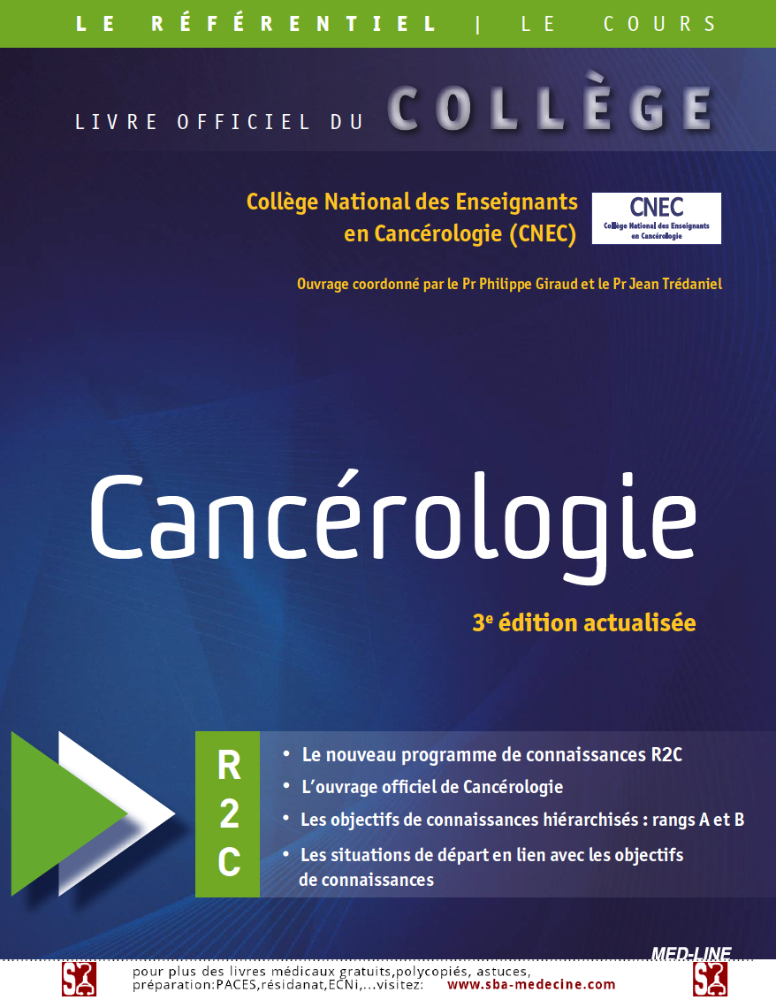 LE RÉFÉRENTIEL | LE COURS
LIVRE OFFICIEL DU COLLÈGE
Collège National des Enseignants
en Cancérologie (CNEC)
CNEC
Collège National des Enseignants
en Cancérologie
Ouvrage coordonné par le Pr Philippe Giraud et le Pr Jean Trédaniel
Cancérologie
3e édition actualisée
R
2
C
• Le nouveau programme de connaissances R2C
• L'ouvrage officiel de Cancérologie
• Les objectifs de connaissances hiérarchisés : rangs A et B
• Les situations de départ en lien avec les objectifs
de connaissances
MED-LINE
pour plus des livres médicaux gratuits,polycopiés, astuces,
préparation:PACES,résidanat,ECNi,...visitez: www.sba-medecine.com